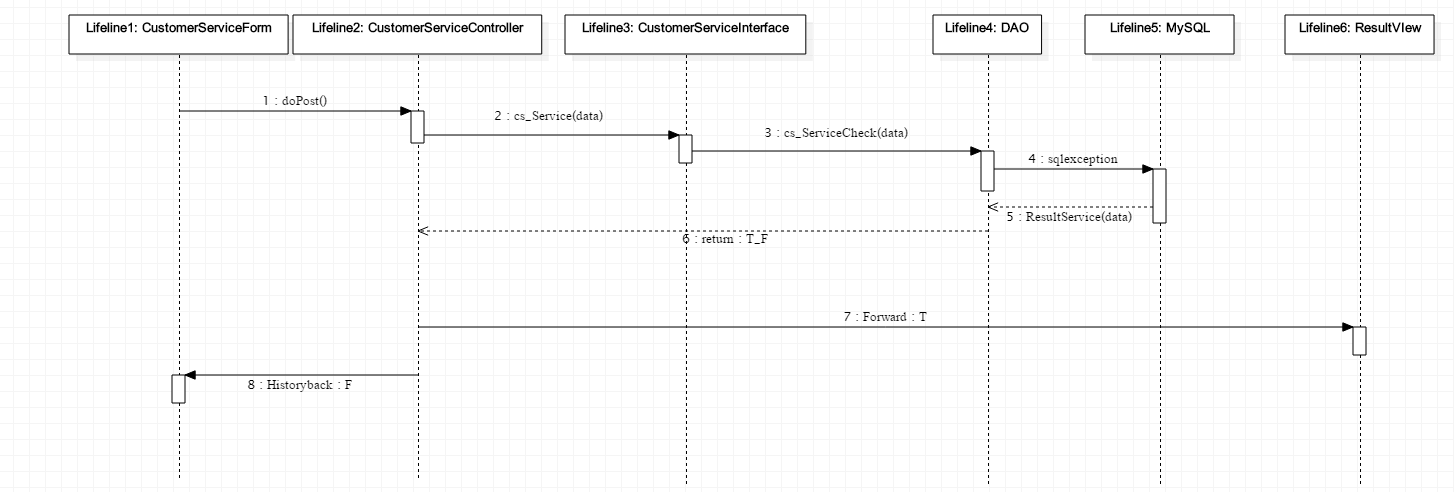 Lifeline1: CustomerServiceForm
Lifeline2: CustomerServiceController
Lifeline3: CustomerServiceInterface
Lifeline4: DAO
Lifeline5: MySQL
Lifeline6: ResultVIew
1 : doPost()
2 : cs_Service(data)
3 : cs_ServiceCheck(data)
4 : sqlexception
5 : ResultService(data)
6 : return : T_F
7 : Forward : T
8 : Historyback : F